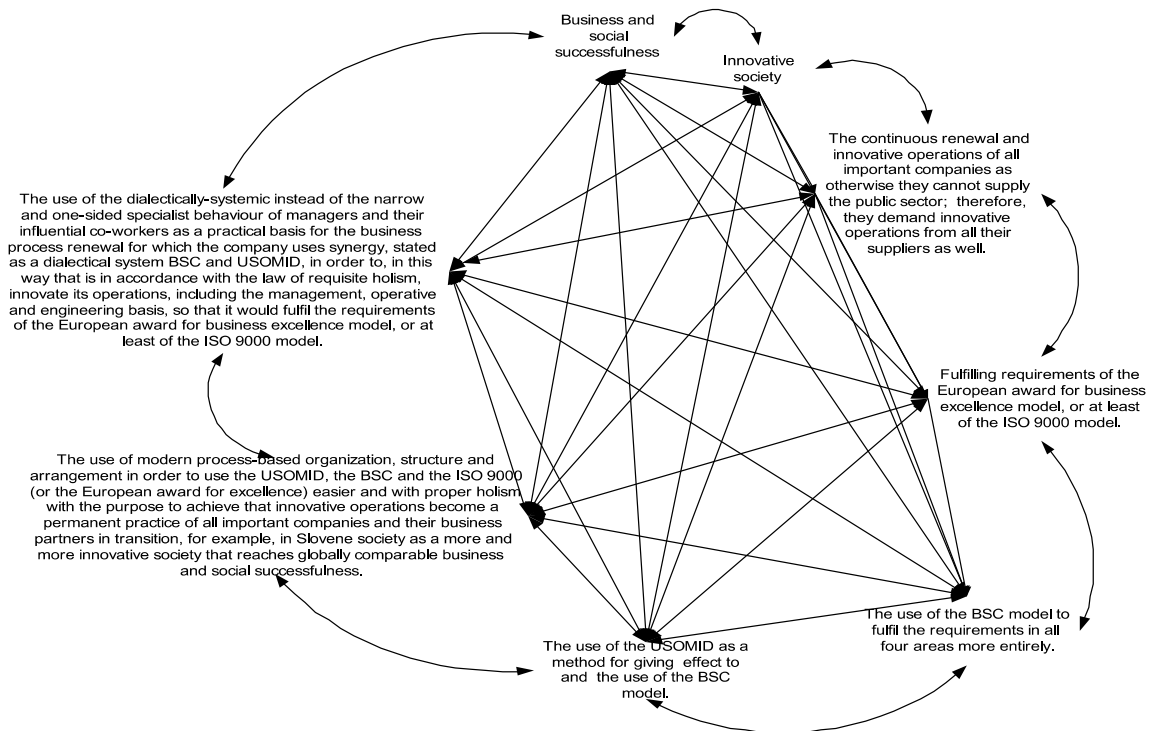 Business and
social
successfulness
Innovative
society
The continuous renewal and
innovative operations of all
important companies as
otherwise they cannot supply
the public sector; therefore,
they demand innovative
operations from all their
suppliers as well.
The use of the dialectically-systemic instead of the narrow
and one-sided specialist behaviour of managers and their
influential co-workers as a practical basis for the business
process renewal for which the company uses synergy, stated
as a dialectical system BSC and USOMID, in order to, in this
way that is in accordance with the law of requisite holism,
innovate its operations, including the management, operative
and engineering basis, so that it would fulfil the requirements
of the European award for business excellence model, or at
least of the ISO 9000 model.
Fulfilling requirements of the
European award for business
excellence model, or at least
of the ISO 9000 model.
The use of modern process-based organization, structure and
arrangement in order to use the USOMID, the BSC and the ISO 9000
(or the European award for excellence) easier and with proper holism
with the purpose to achieve that innovative operations become a
permanent practice of all important companies and their business
partners in transition, for example, in Slovene society as a more and
more innovative society that reaches globally comparable business
and social successfulness.
The use of the BSC model to
fulfil the requirements in all
four areas more entirely.
The use of the USOMID as a
method for giving effect to
and the use of the BSC
model.